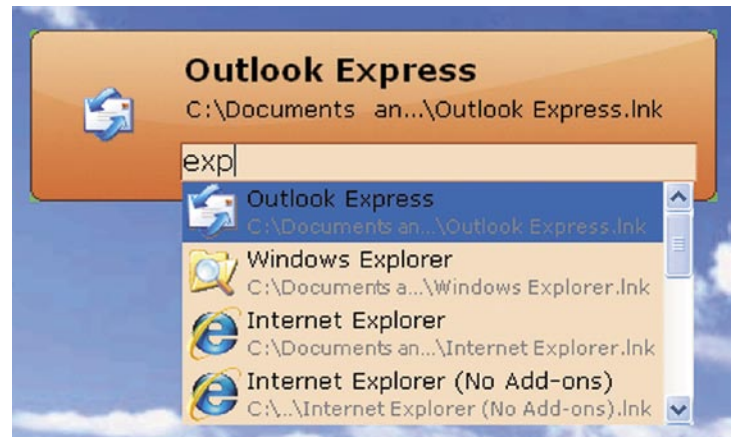 Outlook Express
C:\Documents an...\Outlook Express.lnk
exp
Outlook Express
C:\Documents an...\Outlook Express.lnk
Windows Explorer
C:\Documents a...\Windows Explorer.lnk
Internet Explorer
C:\Documents an...\Internet Explorer.lnk
Internet Explorer (No Add-ons)
C:\...\Internet Explorer (No Add-ons).lnk